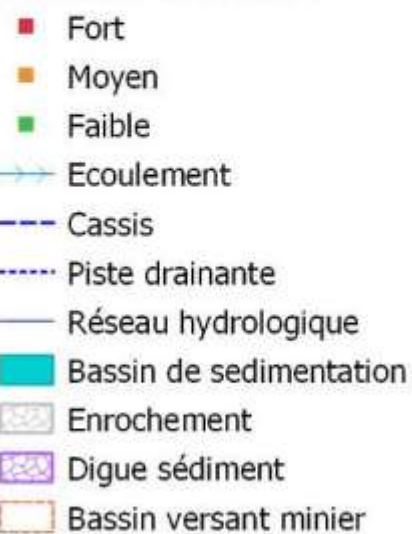 Fort
Moyen
Faible
Ecoulement
Cassis
Piste drainante
Réseau hydrologique
Bassin de sedimentation
Enrochement
Digue sédiment
Bassin versant minier